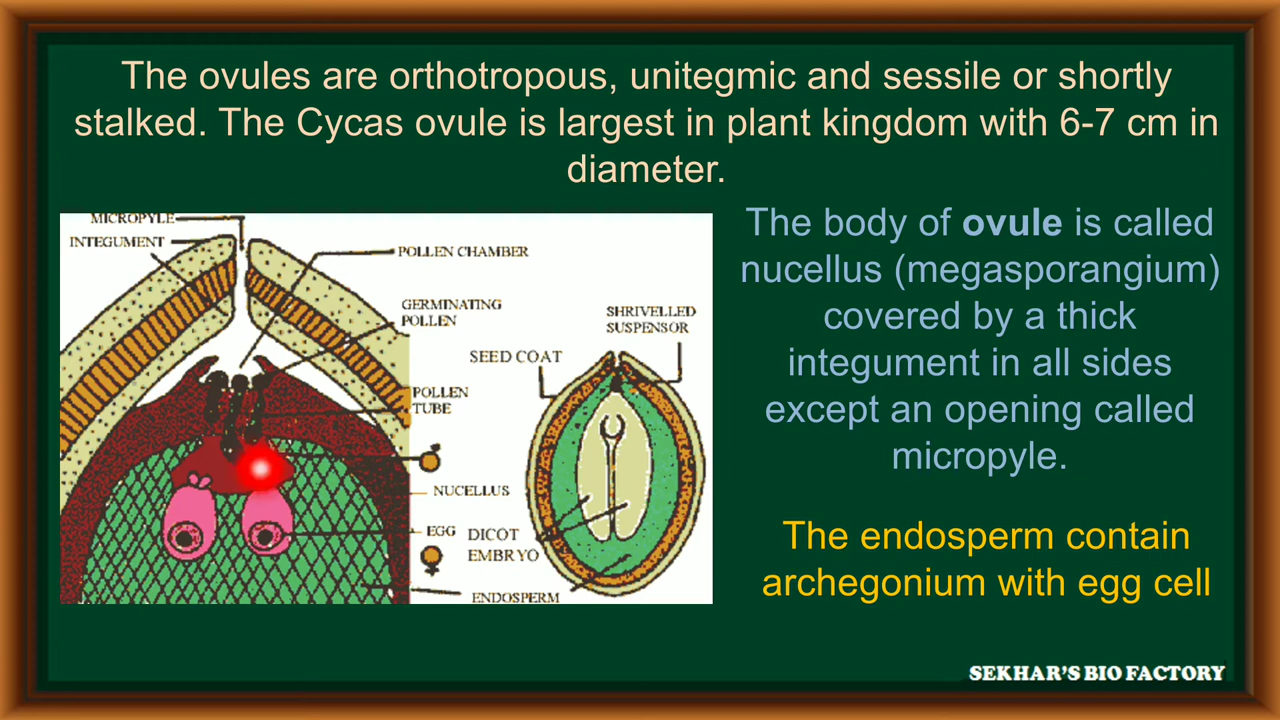 The ovules are orthotropous, unitegmic and sessile or shortly
stalked. The Cycas ovule is largest in plant kingdom with 6-7 cm in
diameter.
MICROPYLE
INTEGUMENT
POLLEN CHAMBER
GERMINATING
POLLEN
POLLEN
TUBE
NUCELLUS
EGG
ENDOSPERM
SHRIVELLED
SUSPENSOR
SEED COAT
DICOT
EMBRYO
The body of ovule is called
nucellus (megasporangium)
covered by a thick
integument in all sides
except an opening called
micropyle.
The endosperm contain
archegonium with egg cell
SEKHAR'S BIO FACTORY